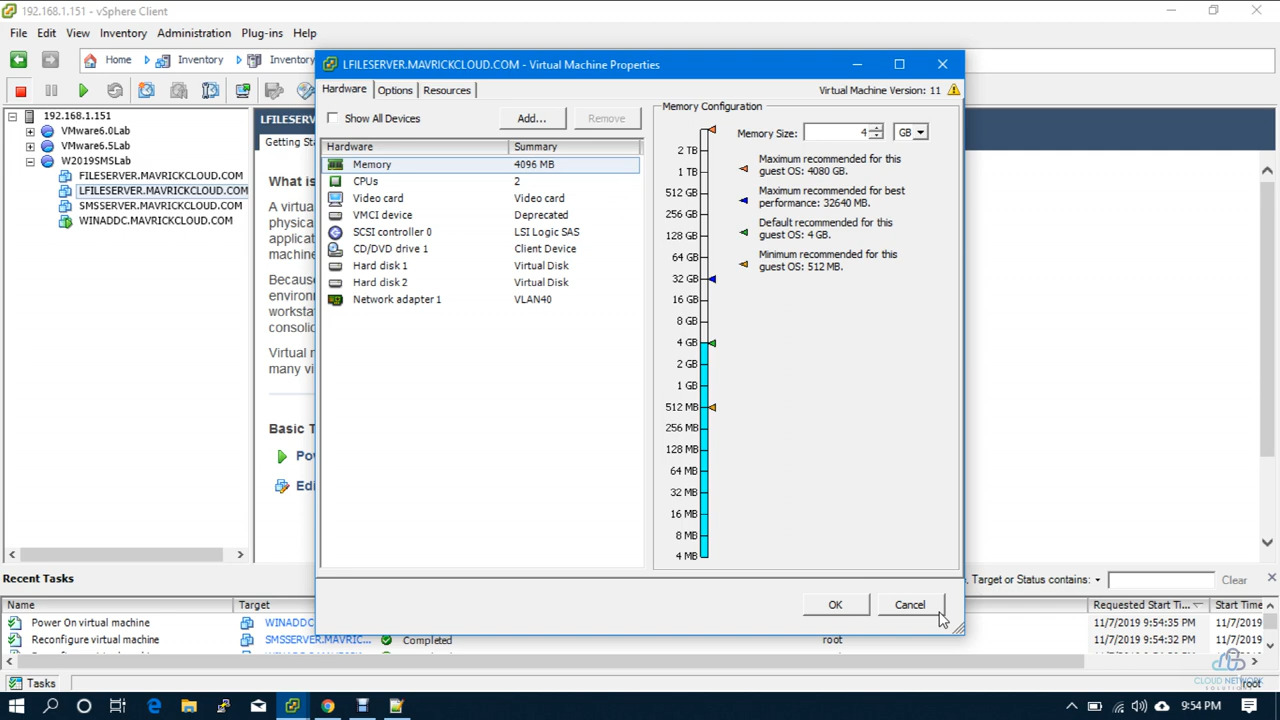 192.168.1.151 - vSphere Client
File Edit View Inventory Administration Plug-ins Help
Home Inventory Inventory
192.168.1.151
VMware6.0Lab
VMware6.5Lab
W2019SMSLab
FILESERVER.MAVRICKCLOUD.COM
LFILESERVER.MAVRICKCLOUD.COM
SMSSERVER.MAVRICKCLOUD.COM
WINADDC.MAVRICKCLOUD.COM
LFILESERVER.MAVRICKCLOUD.COM - Virtual Machine Properties
Hardware Options Resources
Virtual Machine Version: 11
Show All Devices
Add...
Remove
Hardware Summary
Memory 4096 MB
CPUs 2
Video card Video card
VMCI device Deprecated
SCSI controller 0 LSI Logic SAS
CD/DVD drive 1 Client Device
Hard disk 1 Virtual Disk
Hard disk 2 Virtual Disk
Network adapter 1 VLAN40
Memory Configuration
Memory Size: 4 GB
2 TB
1 TB
512 GB
256 GB
128 GB
64 GB
32 GB
16 GB
8 GB
4 GB
2 GB
1 GB
512 MB
256 MB
128 MB
64 MB
32 MB
16 MB
8 MB
4 MB
Maximum recommended for this
guest OS: 4080 GB.
Maximum recommended for best
performance: 32640 MB.
Default recommended for this
guest OS: 4 GB.
Minimum recommended for this
guest OS: 512 MB.
OK
Cancel
LFILESERV
Getting St
What is
A virtua
physica
applicat
machine
Because
environ
worksta
consolic
Virtual n
many vi
Basic T
Po
Edi
Recent Tasks
, Target or Status contains:
Clear
Name Target Requested Start Ti... Start Time
Power On virtual machine WINADDC 11/7/2019 9:54:35 PM 11/7/20
Reconfigure virtual machine SMSSERVER.MAVRIC... Completed root 11/7/2019 9:54:32 PM 11/7/20
Tasks
root
CLOUD NETWORK
SOLUTION
9:54 PM